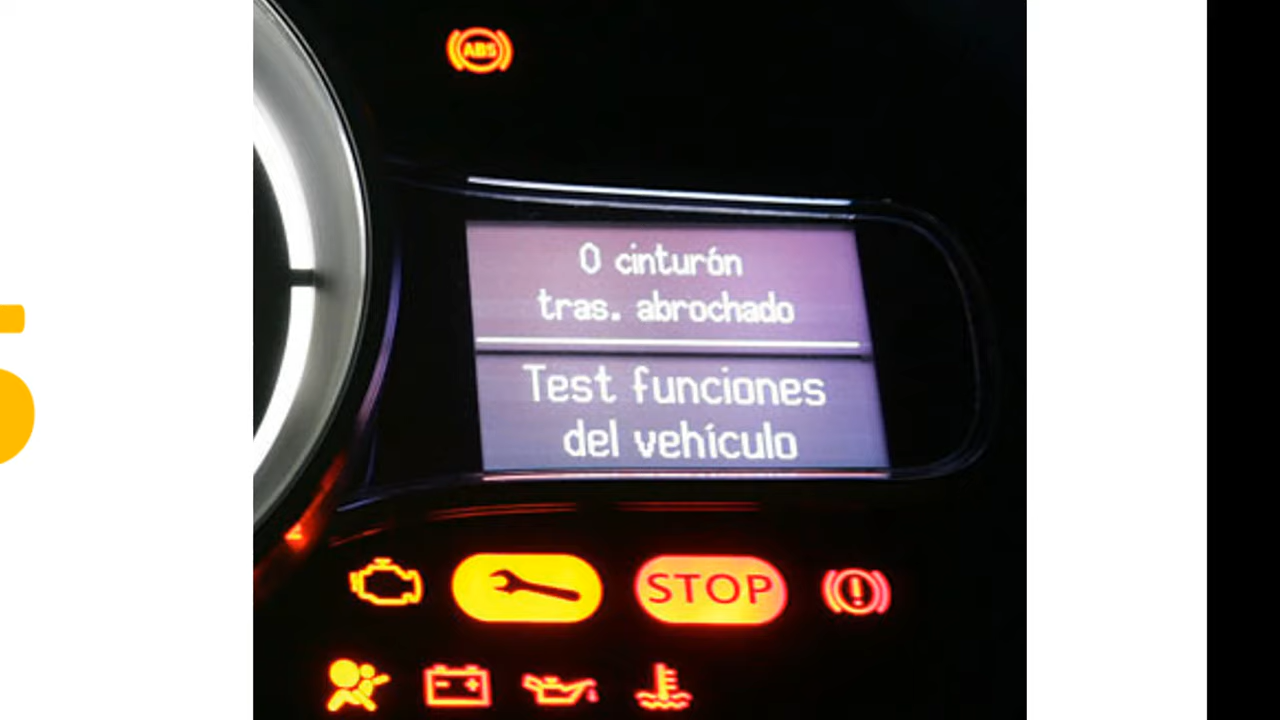 ABS
0 cinturón
tras. abrochado
Test funciones
del vehículo
STOP